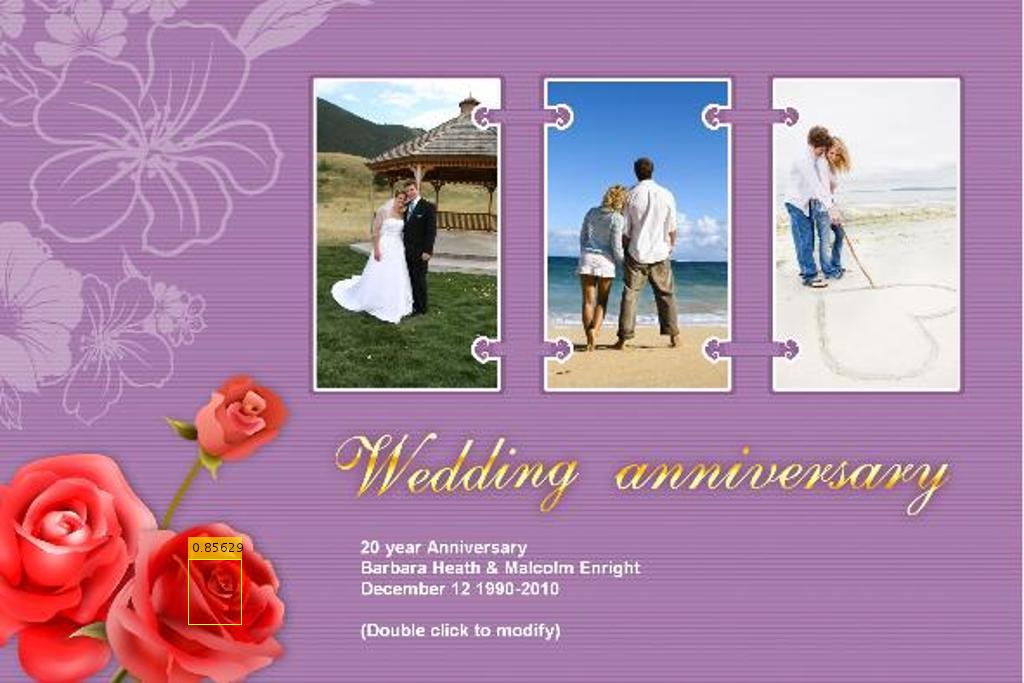 0.85629
Wedding anniversary
20 year Anniversary
Barbara Heath & Malcolm Enright
December 12 1990-2010
(Double click to modify)